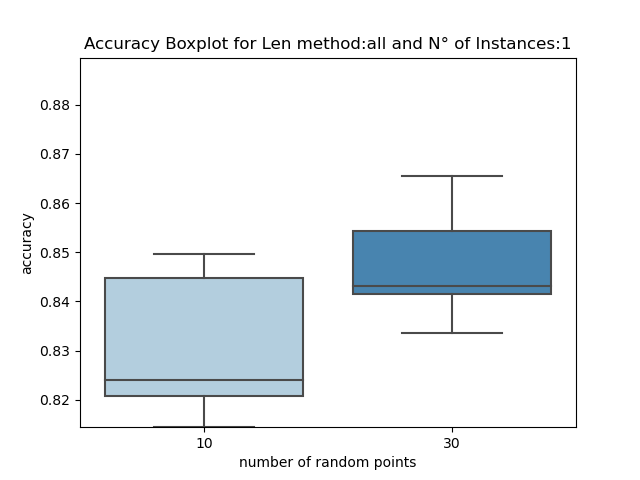 Accuracy Boxplot for Len method:all and N° of Instances:1
0.88
0.87
0.86
0.85
0.84
0.83
0.82
accuracy
10 30
number of random points